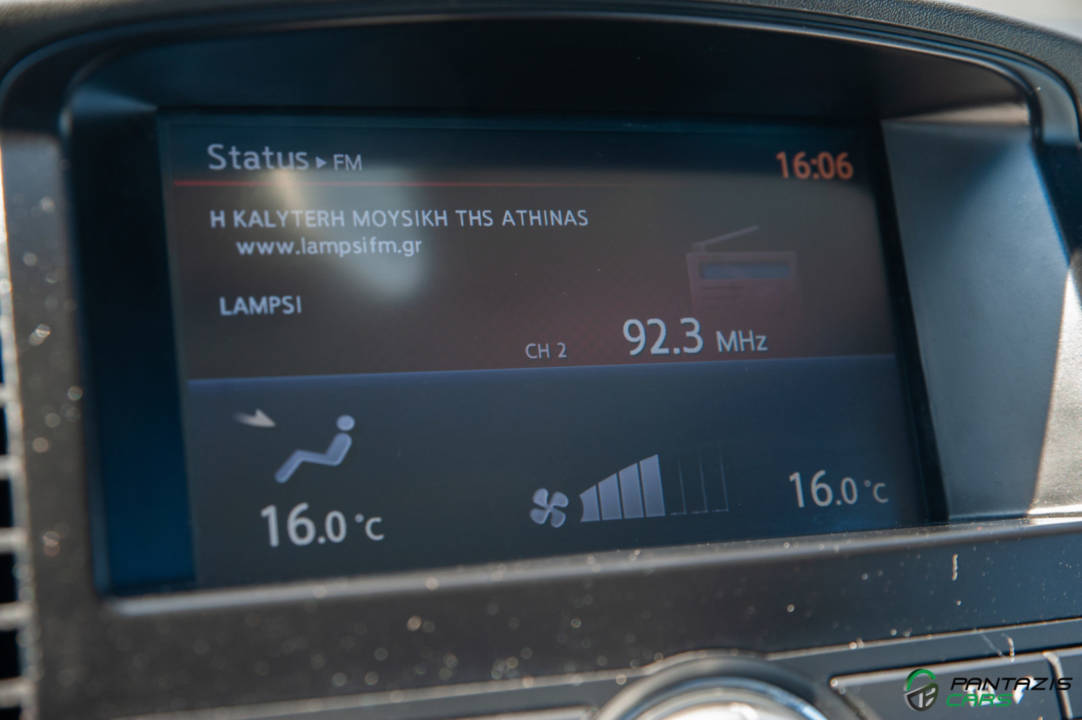 Status ▸ FM
16:06
H KALYTERH MOYSIKH THS ATHINAS
www.lampsifm.gr
LAMPSI
CH 2
92.3 MHz
16.0 °C
16.0 °C
PANTAZIS
CARS